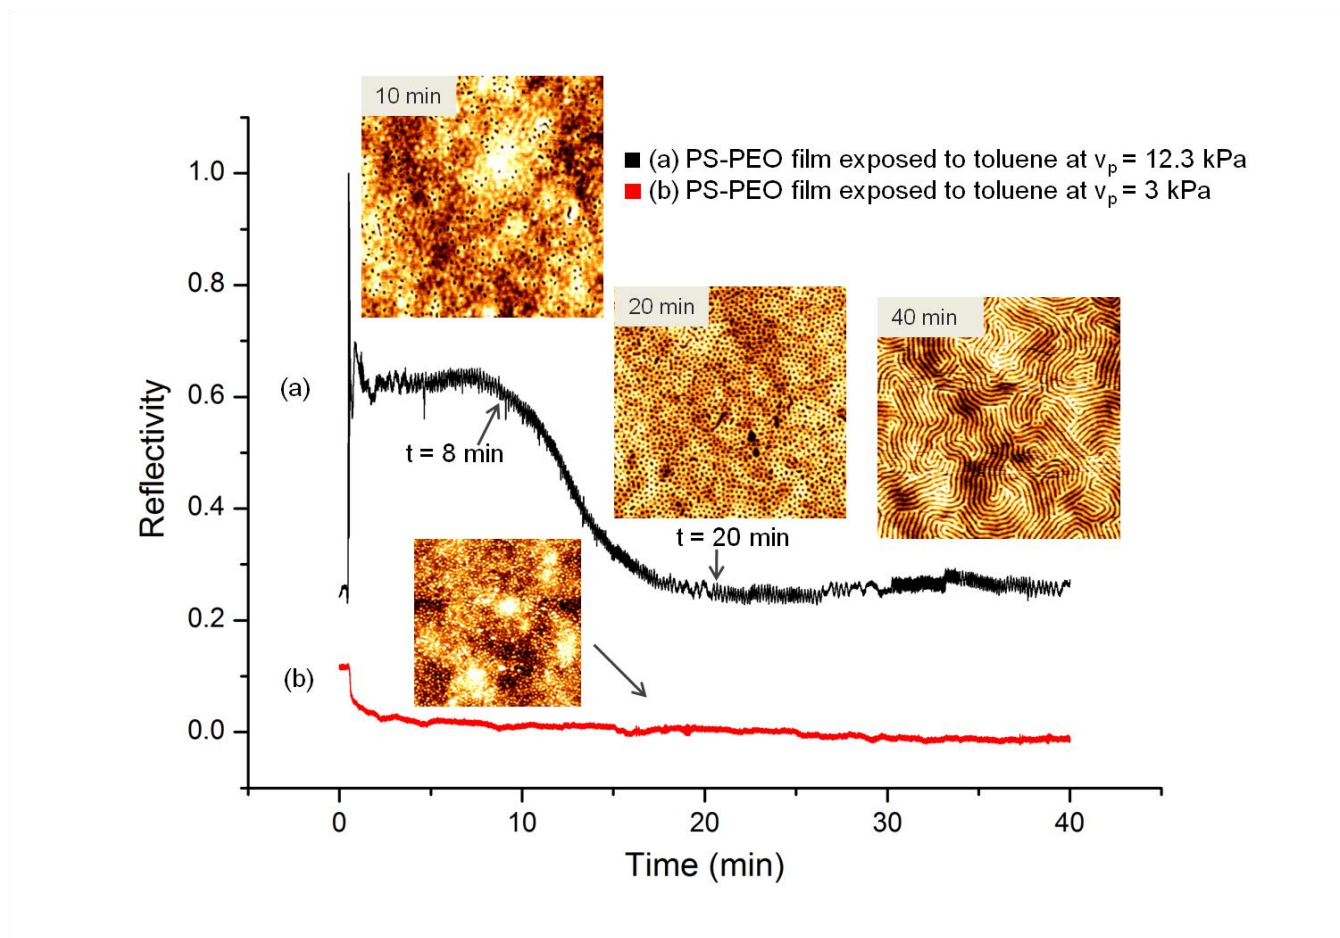 10 min
■ (a) PS-PEO film exposed to toluene at vp = 12.3 kPa
■ (b) PS-PEO film exposed to toluene at vp = 3 kPa
1.0
0.8
0.6
0.4
0.2
0.0
Reflectivity
20 min
40 min
(a)
t = 8 min
t = 20 min
(b)
0 10 20 30 40
Time (min)